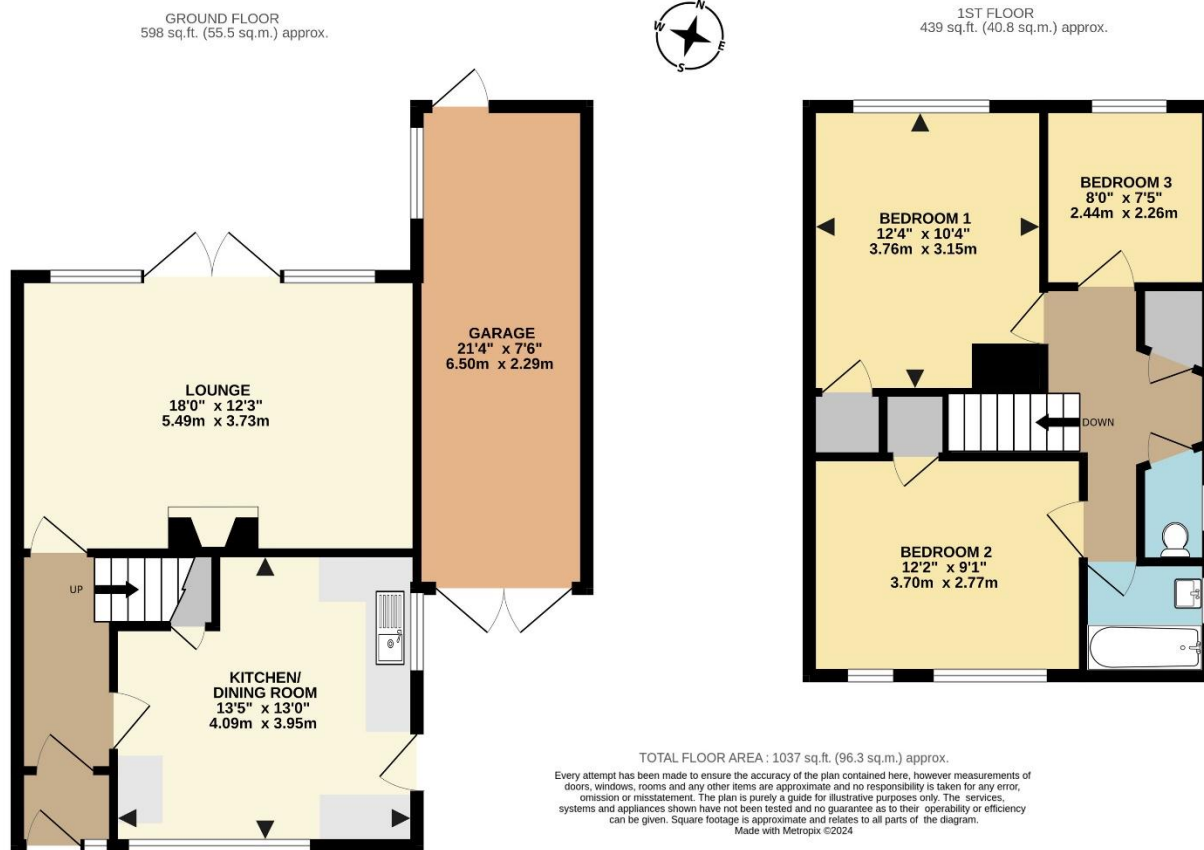 GROUND FLOOR
598 sq.ft. (55.5 sq.m.) approx.
N
W
E
S
1ST FLOOR
439 sq.ft. (40.8 sq.m.) approx.
LOUNGE
18'0" x 12'3"
5.49m x 3.73m
GARAGE
21'4" x 7'6"
6.50m x 2.29m
UP
KITCHEN/
DINING ROOM
13'5" x 13'0"
4.09m x 3.95m
BEDROOM 1
12'4" x 10'4"
3.76m x 3.15m
BEDROOM 3
8'0" x 7'5"
2.44m x 2.26m
DOWN
BEDROOM 2
12'2" x 9'1"
3.70m x 2.77m
TOTAL FLOOR AREA : 1037 sq.ft. (96.3 sq.m.) approx.
Every attempt has been made to ensure the accuracy of the plan contained here, however measurements of
doors, windows, rooms and any other items are approximate and no responsibility is taken for any error,
omission or misstatement. The plan is purely a guide for illustrative purposes only. The services,
systems and appliances shown have not been tested and no guarantee as to their operability or efficiency
can be given. Square footage is approximate and relates to all parts of the diagram.
Made with Metropix ©2024